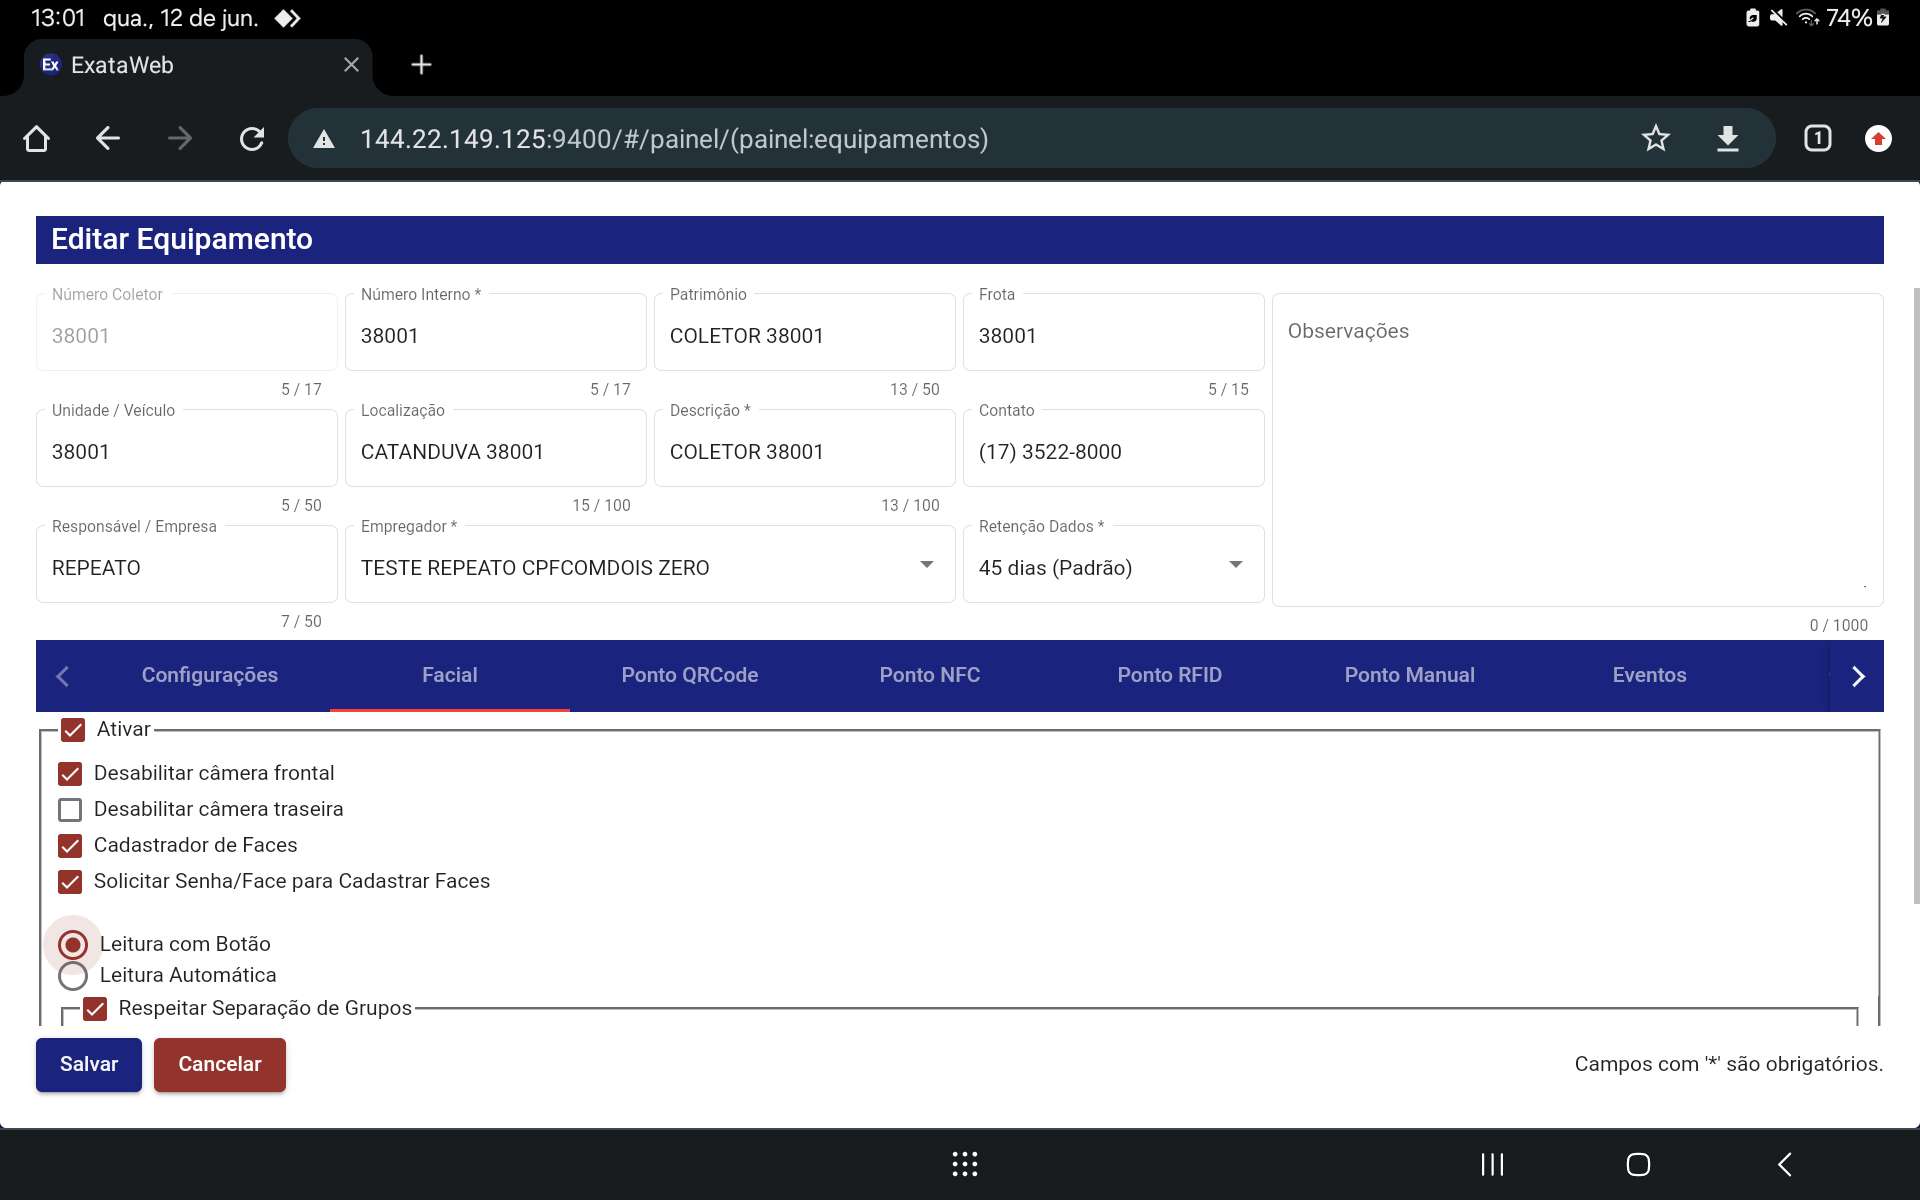 13:01 qua., 12 de jun.
74%
Ex ExataWeb
144.22.149.125:9400/#/painel/(painel:equipamentos)
1
Editar Equipamento
Número Coletor
38001
5 / 17
Número Interno *
38001
5 / 17
Patrimônio
COLETOR 38001
13 / 50
Frota
38001
5 / 15
Observações
0 / 1000
Unidade / Veículo
38001
5 / 50
Localização
CATANDUVA 38001
15 / 100
Descrição *
COLETOR 38001
13 / 100
Contato
(17) 3522-8000
Responsável / Empresa
REPEATO
7 / 50
Empregador *
TESTE REPEATO CPFCOMDOIS ZERO
Retenção Dados *
45 dias (Padrão)
Configurações Facial Ponto QRCode Ponto NFC Ponto RFID Ponto Manual Eventos
Ativar
Desabilitar câmera frontal
Desabilitar câmera traseira
Cadastrador de Faces
Solicitar Senha/Face para Cadastrar Faces
Leitura com Botão
Leitura Automática
Respeitar Separação de Grupos
Salvar Cancelar
Campos com '*' são obrigatórios.